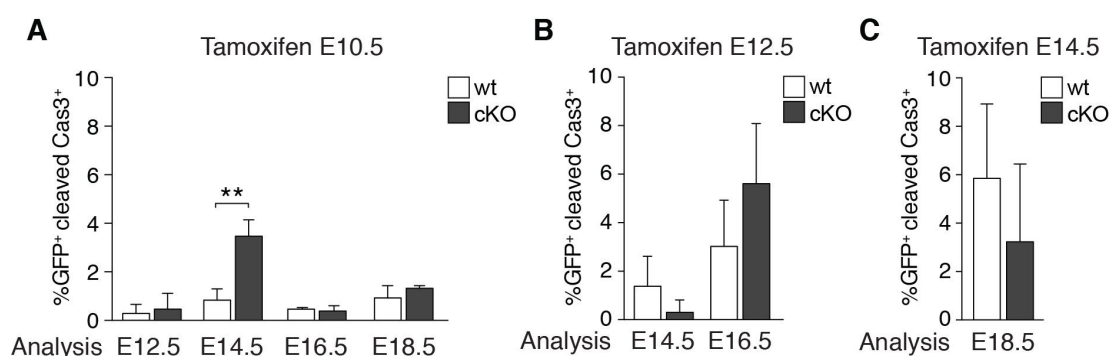 A
Tamoxifen E10.5
%GFP⁺ cleaved Cas3⁺
10
8
6
4
2
0
wt
cKO
**
Analysis E12.5 E14.5 E16.5 E18.5
B
Tamoxifen E12.5
%GFP⁺ cleaved Cas3⁺
10
8
6
4
2
0
wt
cKO
Analysis E14.5 E16.5
C
Tamoxifen E14.5
%GFP⁺ cleaved Cas3⁺
10
8
6
4
2
0
wt
cKO
Analysis E18.5